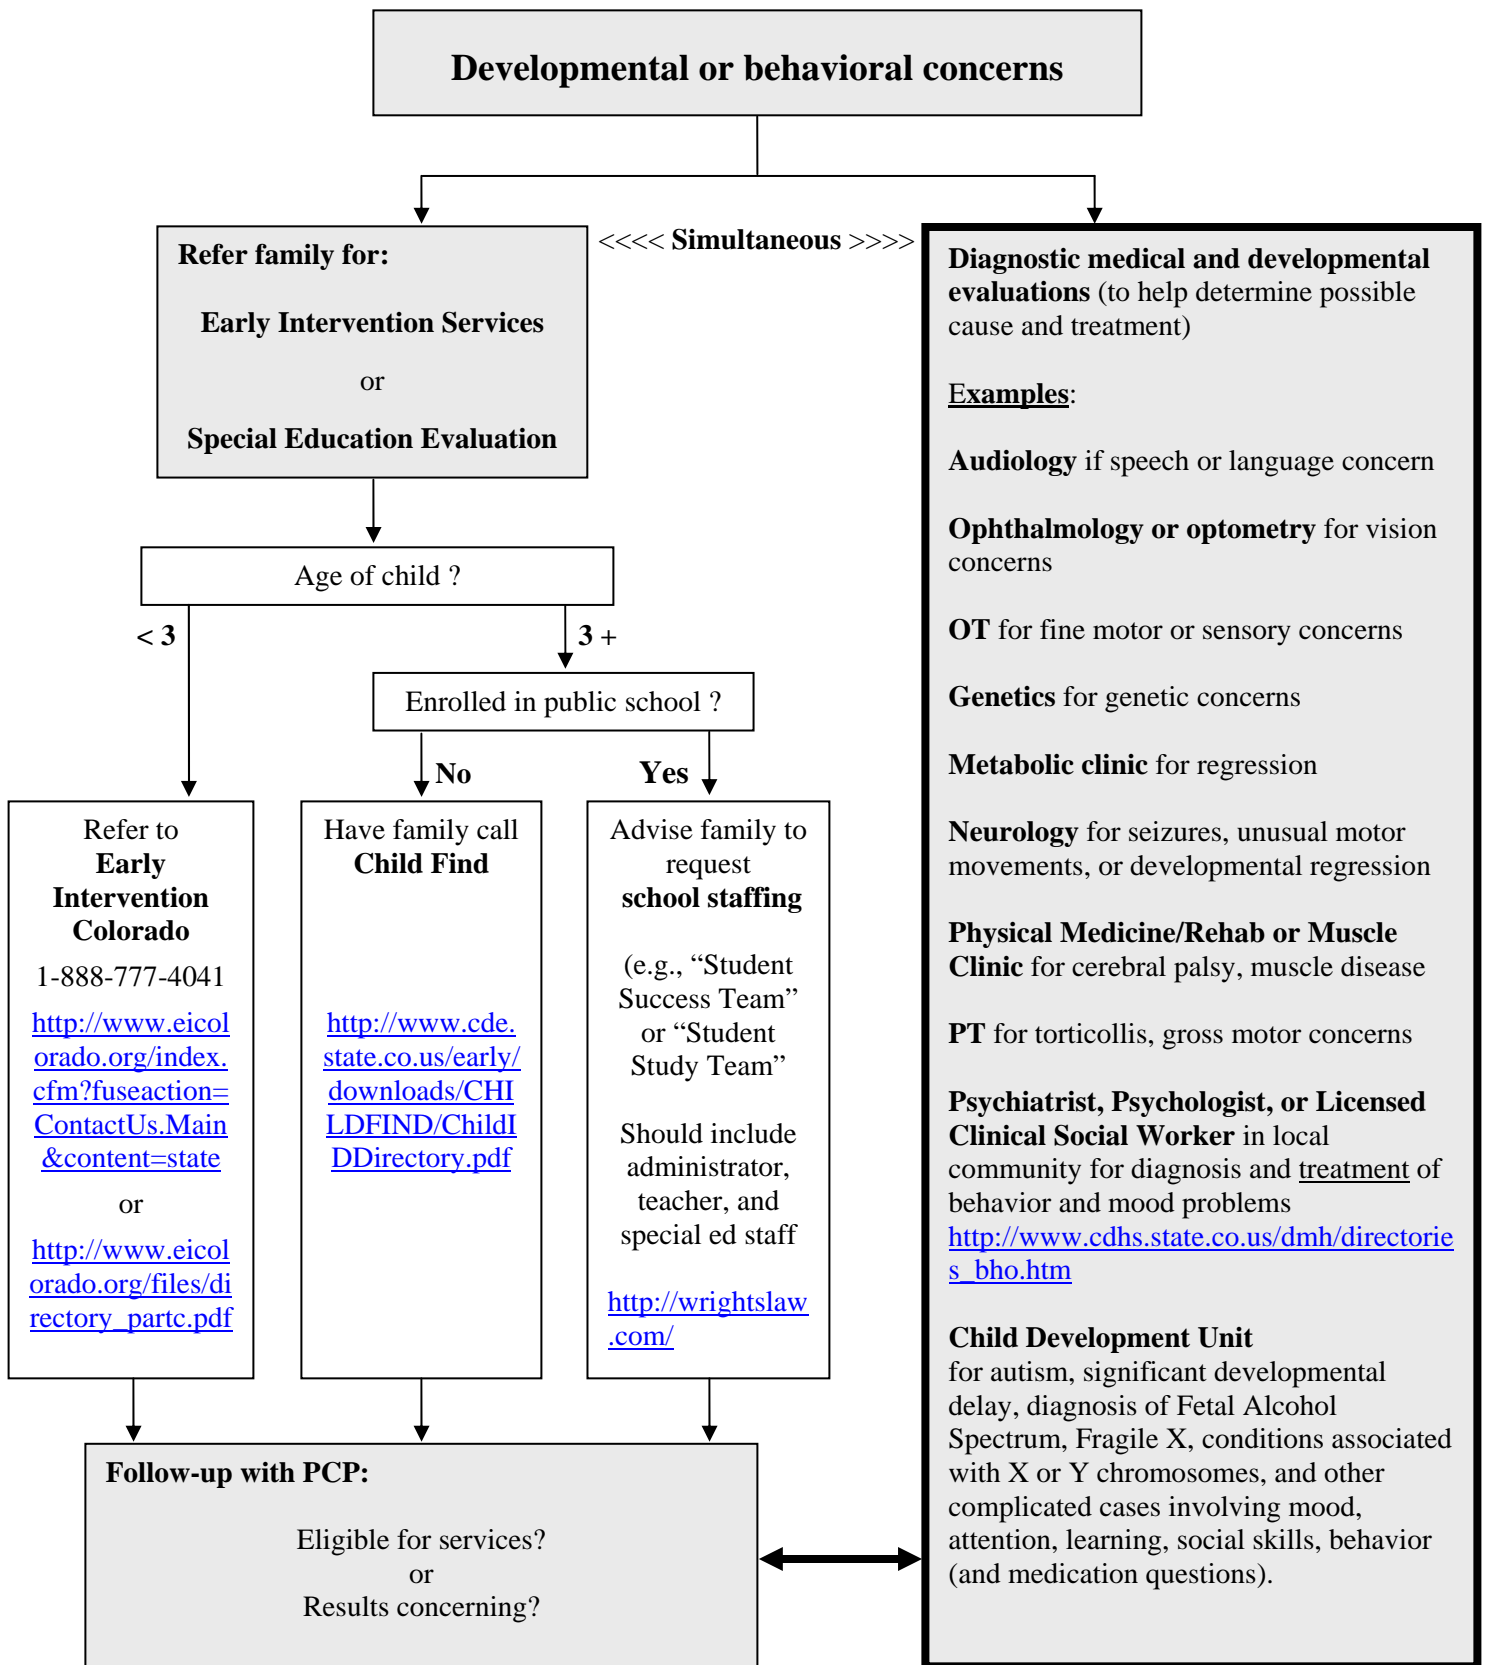 Developmental or behavioral concerns
Refer family for:
Early Intervention Services
or
Special Education Evaluation
<<<< Simultaneous >>>>
Age of child ?
< 3
3 +
Enrolled in public school ?
No
Yes
Refer to
Early
Intervention
Colorado
1-888-777-4041
http://www.eicol
orado.org/index.
cfm?fuseaction=
ContactUs.Main
&content=state
or
http://www.eicol
orado.org/files/di
rectory_partc.pdf
Have family call
Child Find
http://www.cde.
state.co.us/early/
downloads/CHI
LDFIND/ChildI
DDirectory.pdf
Advise family to
request
school staffing
(e.g., “Student
Success Team”
or “Student
Study Team”
Should include
administrator,
teacher, and
special ed staff
http://wrightslaw
.com/
Follow-up with PCP:
Eligible for services?
or
Results concerning?
Diagnostic medical and developmental
evaluations (to help determine possible
cause and treatment)
Examples:
Audiology if speech or language concern
Ophthalmology or optometry for vision
concerns
OT for fine motor or sensory concerns
Genetics for genetic concerns
Metabolic clinic for regression
Neurology for seizures, unusual motor
movements, or developmental regression
Physical Medicine/Rehab or Muscle
Clinic for cerebral palsy, muscle disease
PT for torticollis, gross motor concerns
Psychiatrist, Psychologist, or Licensed
Clinical Social Worker in local
community for diagnosis and treatment of
behavior and mood problems
http://www.cdhs.state.co.us/dmh/directorie
s_bho.htm
Child Development Unit
for autism, significant developmental
delay, diagnosis of Fetal Alcohol
Spectrum, Fragile X, conditions associated
with X or Y chromosomes, and other
complicated cases involving mood,
attention, learning, social skills, behavior
(and medication questions).